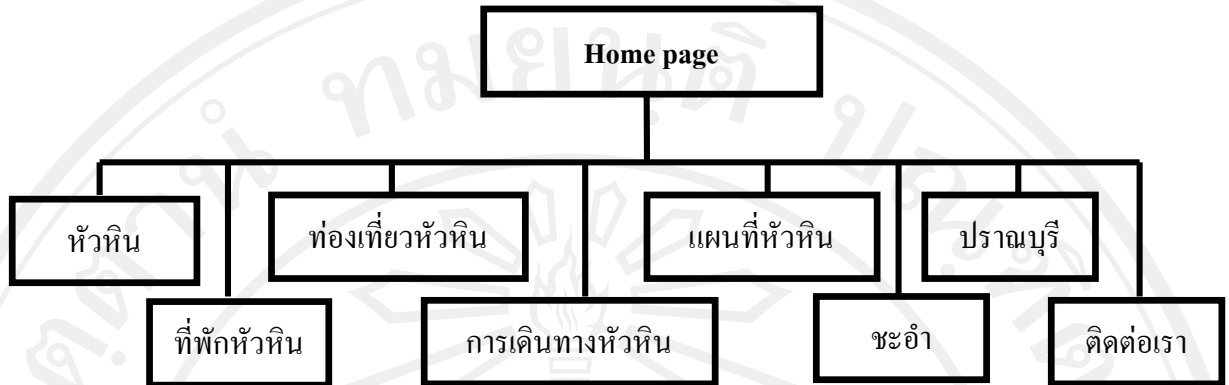 Home page
หัวหิน
ท่องเที่ยวหัวหิน
แผนที่หัวหิน
ปราณบุรี
ที่พักหัวหิน
การเดินทางหัวหิน
ชะอำ
ติดต่อเรา